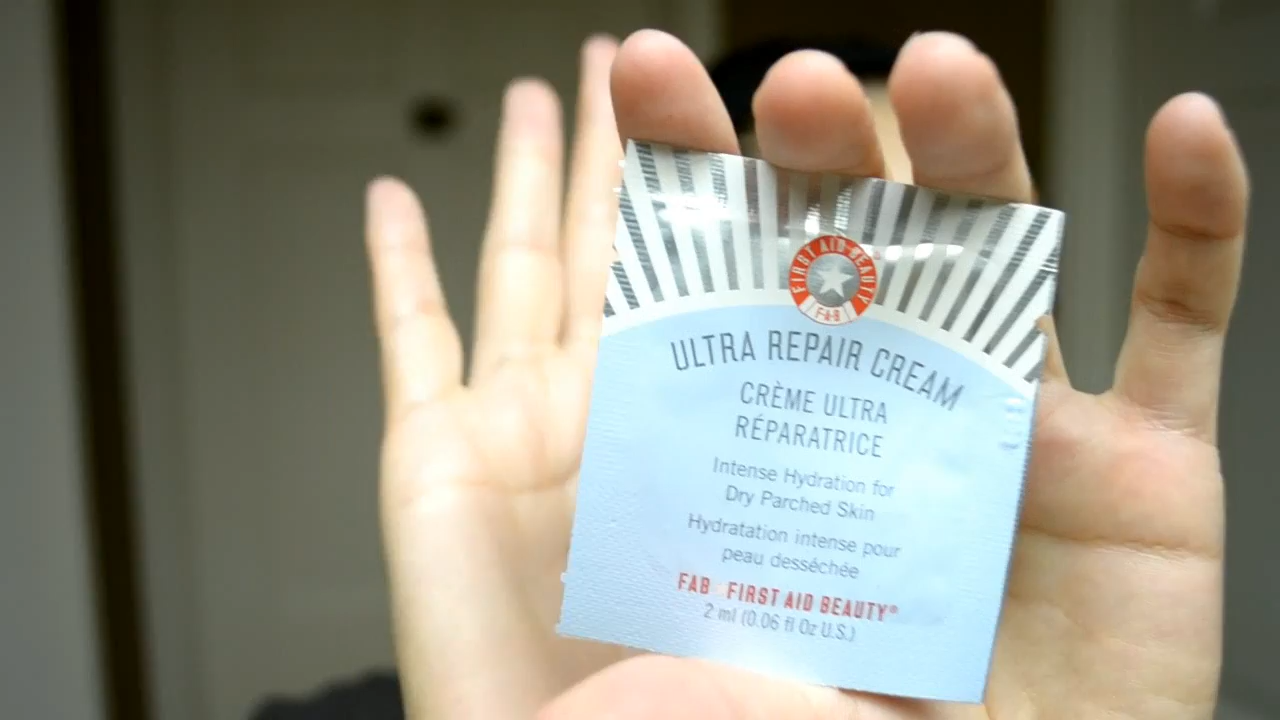 FIRST AID BEAUTY
FAB
ULTRA REPAIR CREAM
CRÈME ULTRA
RÉPARATRICE
Intense Hydration for
Dry Parched Skin
Hydratation intense pour
peau desséchée
FAB FIRST AID BEAUTY®
2 ml (0.06 fl Oz U.S.)